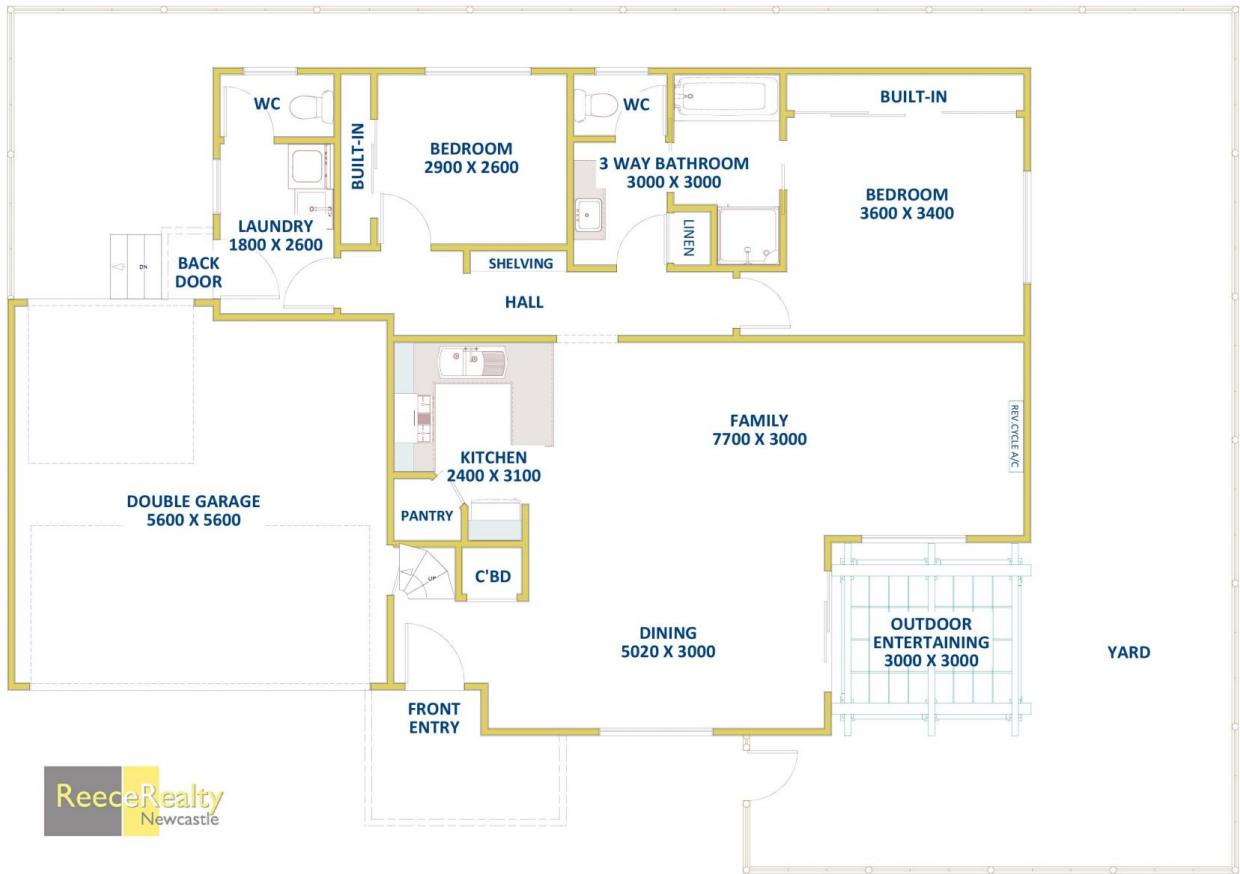 WC
BUILT-IN
BEDROOM
2900 X 2600
WC
3 WAY BATHROOM
3000 X 3000
BUILT-IN
BEDROOM
3600 X 3400
LAUNDRY
1800 X 2600
LINEN
BACK
DOOR
DN
SHELVING
HALL
FAMILY
7700 X 3000
REV.CYCLE A/C
KITCHEN
2400 X 3100
DOUBLE GARAGE
5600 X 5600
PANTRY
UP
C'BD
DINING
5020 X 3000
OUTDOOR
ENTERTAINING
3000 X 3000
YARD
FRONT
ENTRY
ReeceRealty
Newcastle